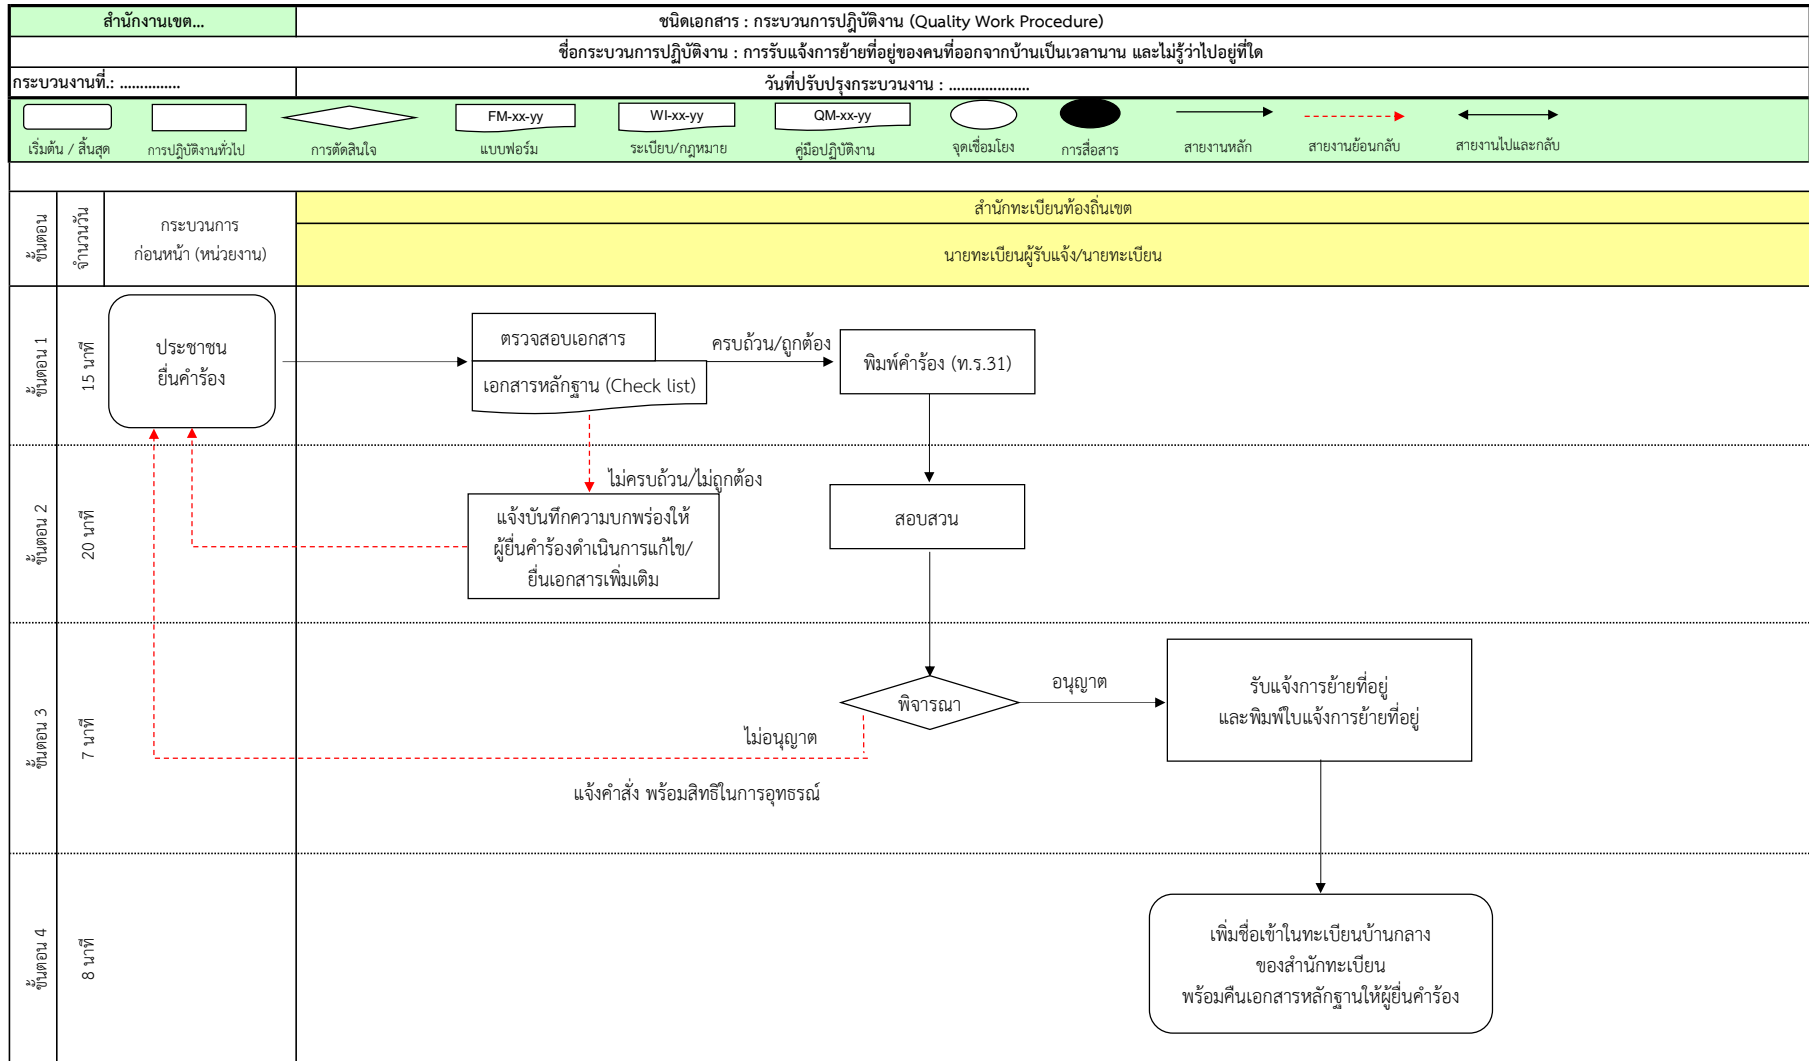 สำนักงานเขต...
ชนิดเอกสาร : กระบวนการปฏิบัติงาน (Quality Work Procedure)
ชื่อกระบวนการปฏิบัติงาน : การรับแจ้งการย้ายที่อยู่ของคนที่ออกจากบ้านเป็นเวลานาน และไม่รู้ว่าไปอยู่ที่ใด
กระบวนงานที่.: ...............
วันที่ปรับปรุงกระบวนงาน : ....................
FM-xx-yy
WI-xx-yy
QM-xx-yy
เริ่มต้น / สิ้นสุด
การปฏิบัติงานทั่วไป
การตัดสินใจ
แบบฟอร์ม
ระเบียบ/กฎหมาย
คู่มือปฏิบัติงาน
จุดเชื่อมโยง
การสื่อสาร
สายงานหลัก
สายงานย้อนกลับ
สายงานไปและกลับ
ขั้นตอน
จำนวนวัน
กระบวนการ
ก่อนหน้า (หน่วยงาน)
สำนักทะเบียนท้องถิ่นเขต
นายทะเบียนผู้รับแจ้ง/นายทะเบียน
ขั้นตอน 1
15 นาที
ประชาชน
ยื่นคำร้อง
ตรวจสอบเอกสาร
เอกสารหลักฐาน (Check list)
ครบถ้วน/ถูกต้อง
พิมพ์คำร้อง (ท.ร.31)
ขั้นตอน 2
20 นาที
ไม่ครบถ้วน/ไม่ถูกต้อง
แจ้งบันทึกความบกพร่องให้
ผู้ยื่นคำร้องดำเนินการแก้ไข/
ยื่นเอกสารเพิ่มเติม
สอบสวน
ขั้นตอน 3
7 นาที
พิจารณา
อนุญาต
รับแจ้งการย้ายที่อยู่
และพิมพ์ใบแจ้งการย้ายที่อยู่
ไม่อนุญาต
แจ้งคำสั่ง พร้อมสิทธิในการอุทธรณ์
ขั้นตอน 4
8 นาที
เพิ่มชื่อเข้าในทะเบียนบ้านกลาง
ของสำนักทะเบียน
พร้อมคืนเอกสารหลักฐานให้ผู้ยื่นคำร้อง